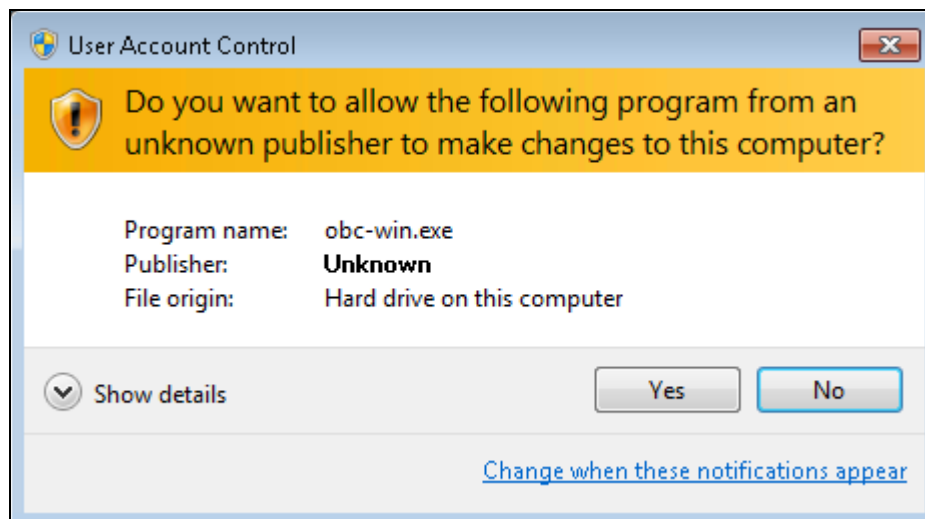 User Account Control
Do you want to allow the following program from an
unknown publisher to make changes to this computer?
Program name: obc-win.exe
Publisher: Unknown
File origin: Hard drive on this computer
Show details
Yes No
Change when these notifications appear